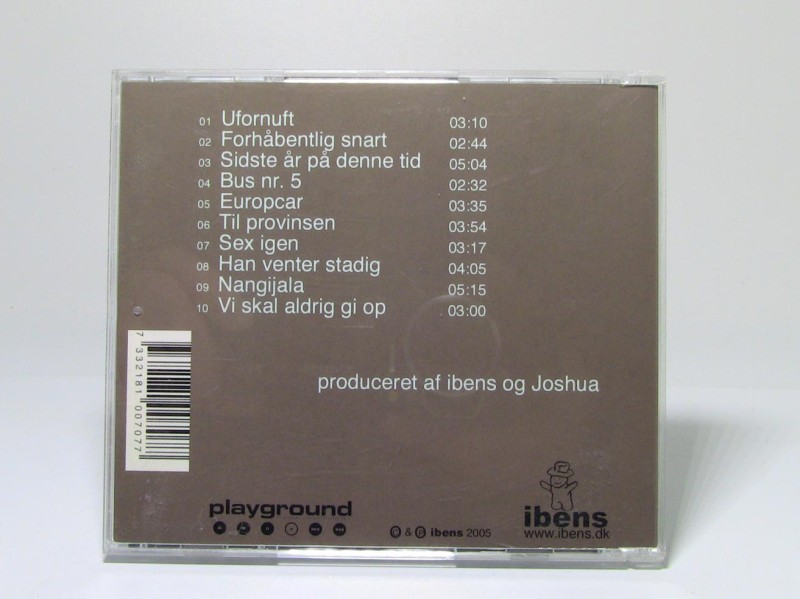 01 Ufornuft 03:10
02 Forhåbentlig snart 02:44
03 Sidste år på denne tid 05:04
04 Bus nr. 5 02:32
05 Europcar 03:35
06 Til provinsen 03:54
07 Sex igen 03:17
08 Han venter stadig 04:05
09 Nangijala 05:15
10 Vi skal aldrig gi op 03:00
7 332181 007077
produceret af ibens og Joshua
playground
℗ & © ibens 2005
ibens
www.ibens.dk